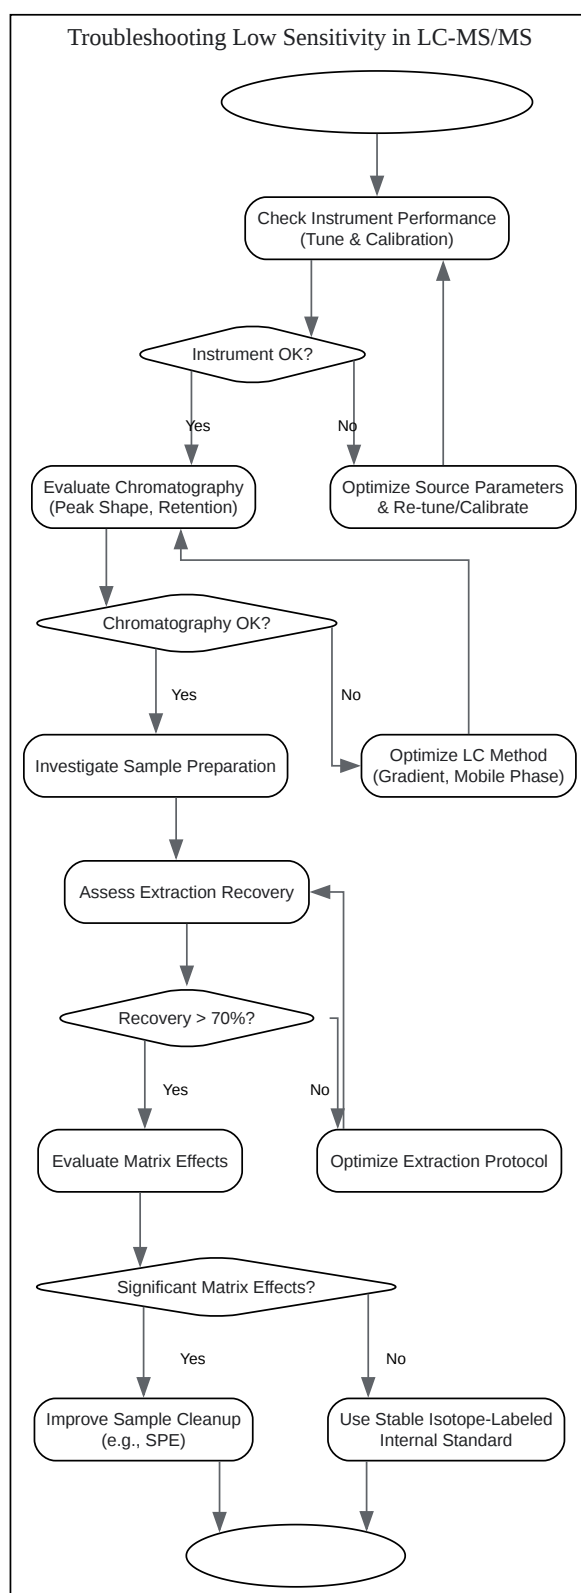 Troubleshooting Low Sensitivity in LC-MS/MS
Check Instrument Performance
(Tune & Calibration)
Instrument OK?
Yes
No
Evaluate Chromatography
(Peak Shape, Retention)
Optimize Source Parameters
& Re-tune/Calibrate
Chromatography OK?
Yes
No
Investigate Sample Preparation
Optimize LC Method
(Gradient, Mobile Phase)
Assess Extraction Recovery
Recovery > 70%?
Yes
No
Evaluate Matrix Effects
Optimize Extraction Protocol
Significant Matrix Effects?
Yes
No
Improve Sample Cleanup
(e.g., SPE)
Use Stable Isotope-Labeled
Internal Standard